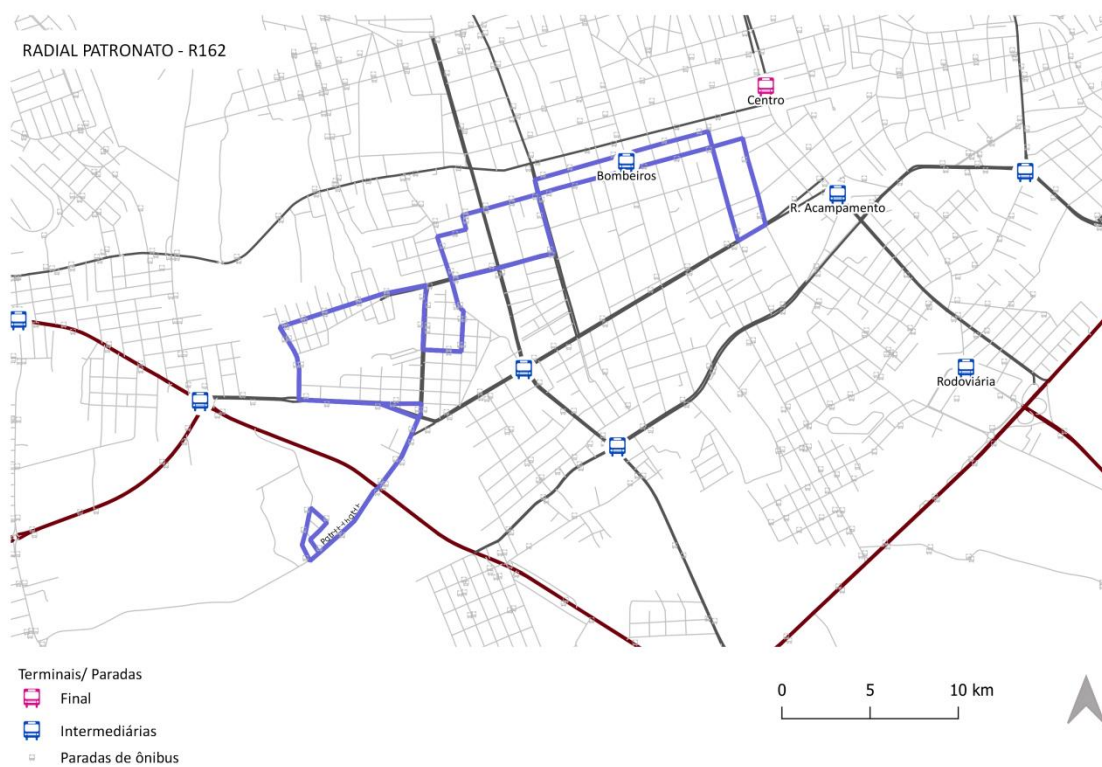 RADIAL PATRONATO - R162
Centro
Bombeiros
R. Acampamento
Rodoviária
Terminais/ Paradas
Final
Intermediárias
Paradas de ônibus
0 5 10 km